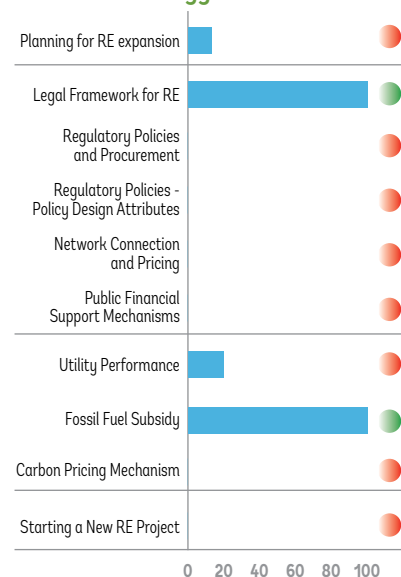 Planning for RE expansion
Legal Framework for RE
Regulatory Policies
and Procurement
Regulatory Policies -
Policy Design Attributes
Network Connection
and Pricing
Public Financial
Support Mechanisms
Utility Performance
Fossil Fuel Subsidy
Carbon Pricing Mechanism
Starting a New RE Project
0 20 40 60 80 100